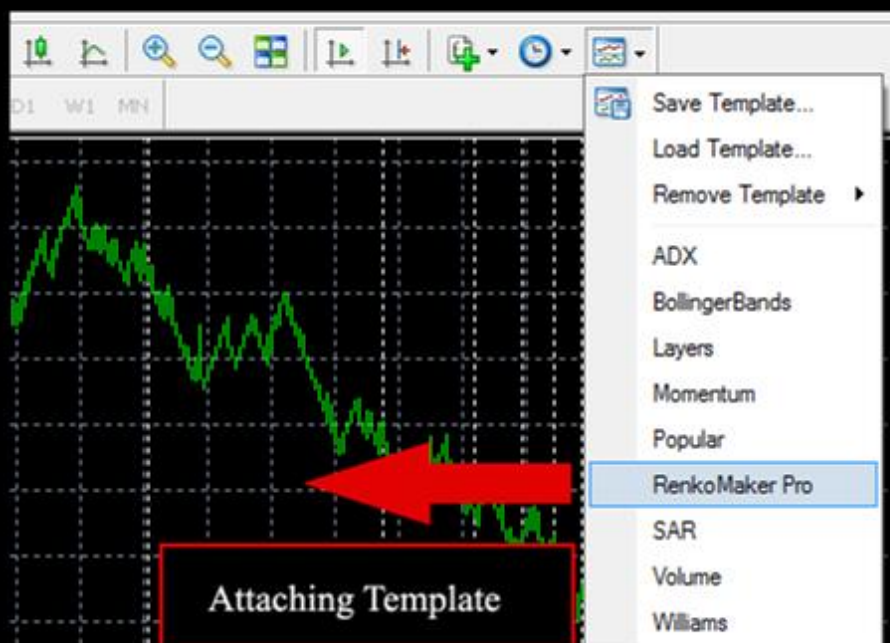 D1 W1 MN
Save Template...
Load Template...
Remove Template
ADX
BollingerBands
Layers
Momentum
Popular
RenkoMaker Pro
SAR
Volume
Williams
Attaching Template